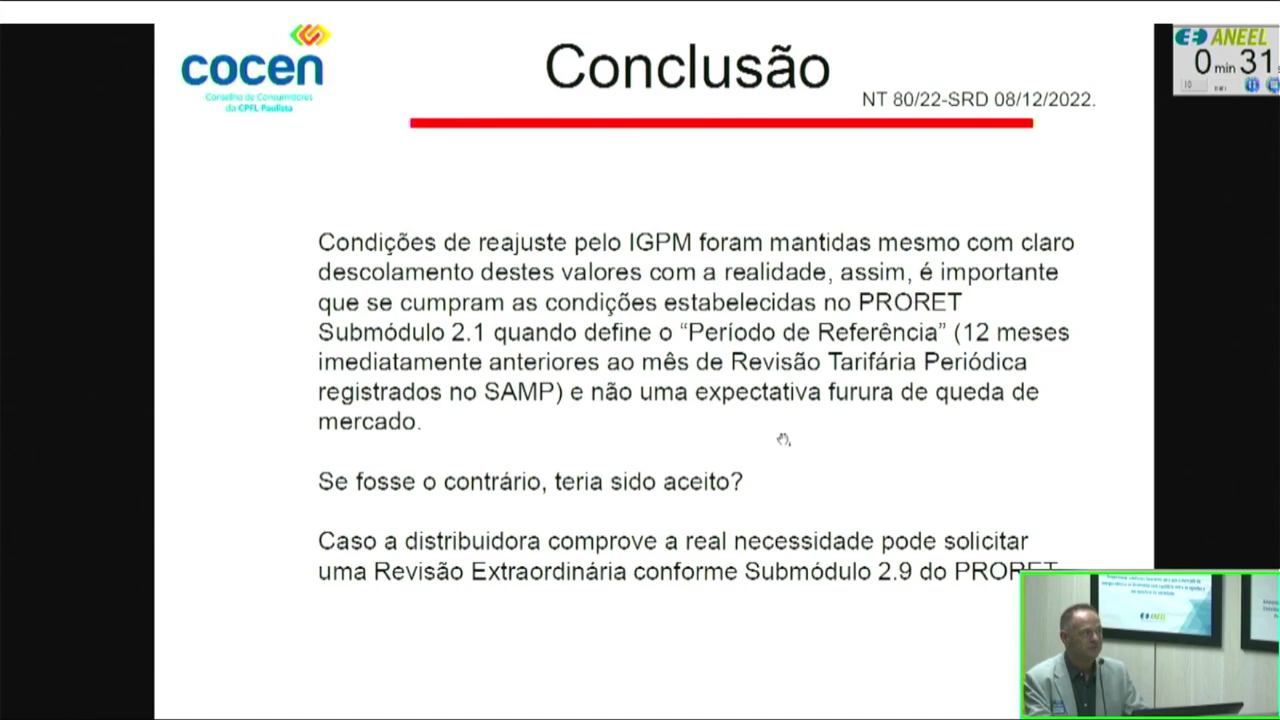 cocen
Conselho de Consumidores
da CPFL Paulista
Conclusão
NT 80/22-SRD 08/12/2022.
ANEEL
0 min 31
10
Condições de reajuste pelo IGPM foram mantidas mesmo com claro
descolamento destes valores com a realidade, assim, é importante
que se cumpram as condições estabelecidas no PRORET
Submódulo 2.1 quando define o “Período de Referência” (12 meses
imediatamente anteriores ao mês de Revisão Tarifária Periódica
registrados no SAMP) e não uma expectativa furura de queda de
mercado.
Se fosse o contrário, teria sido aceito?
Caso a distribuidora comprove a real necessidade pode solicitar
uma Revisão Extraordinária conforme Submódulo 2.9 do PRORET
ANEEL